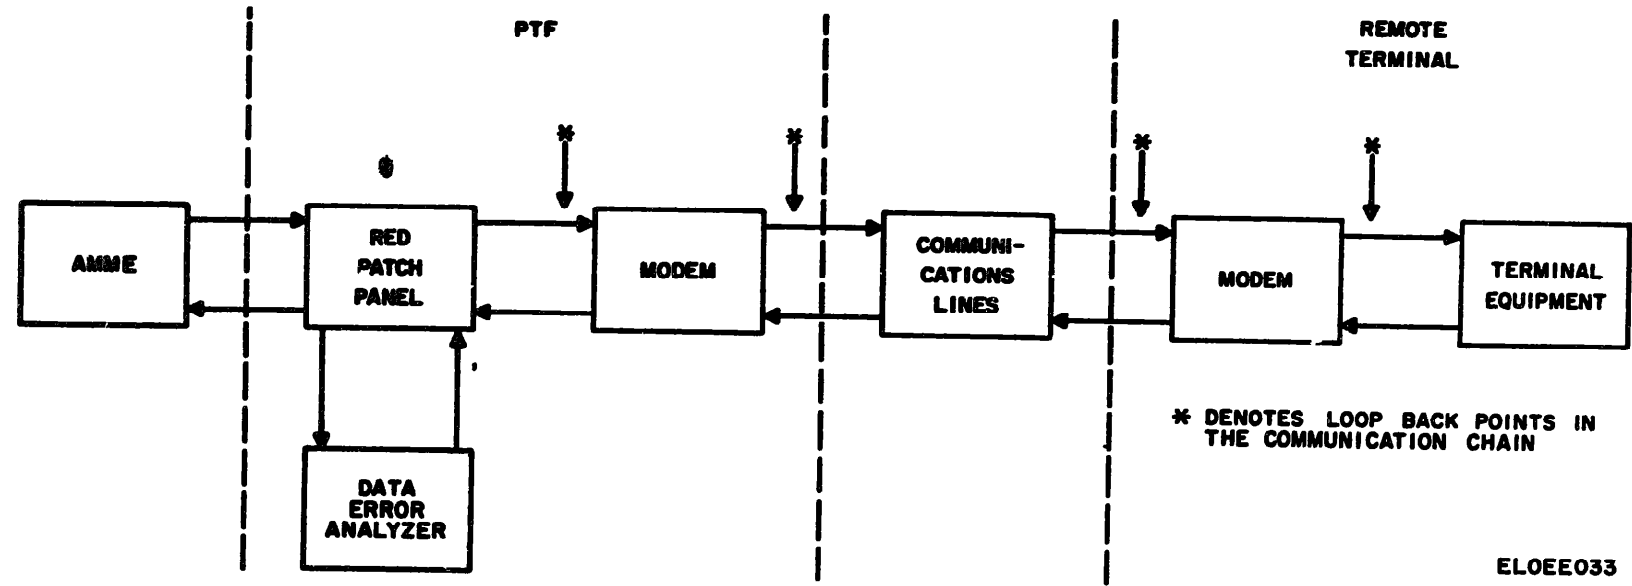 PTF
REMOTE
TERMINAL
*
*
*
*
AMME
RED
PATCH
PANEL
MODEM
COMMUNI-
CATIONS
LINES
MODEM
TERMINAL
EQUIPMENT
* DENOTES LOOP BACK POINTS IN
THE COMMUNICATION CHAIN
DATA
ERROR
ANALYZER
ELOEE033